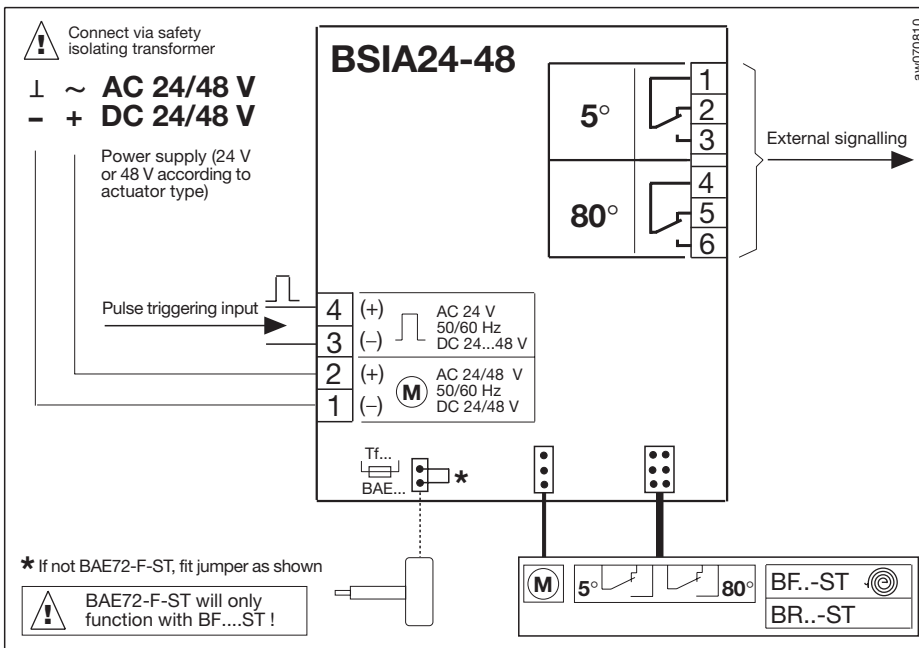 Connect via safety
isolating transformer
⊥ ~ AC 24/48 V
– + DC 24/48 V
Power supply (24 V
or 48 V according to
actuator type)
BSIA24-48
5°
1
2
3
80°
4
5
6
External signalling
aw070810
Pulse triggering input
4 (+) AC 24 V
50/60 Hz
3 (–) DC 24...48 V
2 (+) AC 24/48 V
M 50/60 Hz
1 (–) DC 24/48 V
Tf...
BAE...
*
* If not BAE72-F-ST, fit jumper as shown
! BAE72-F-ST will only
function with BF....ST !
M 5° 80°
BF..-ST
BR..-ST